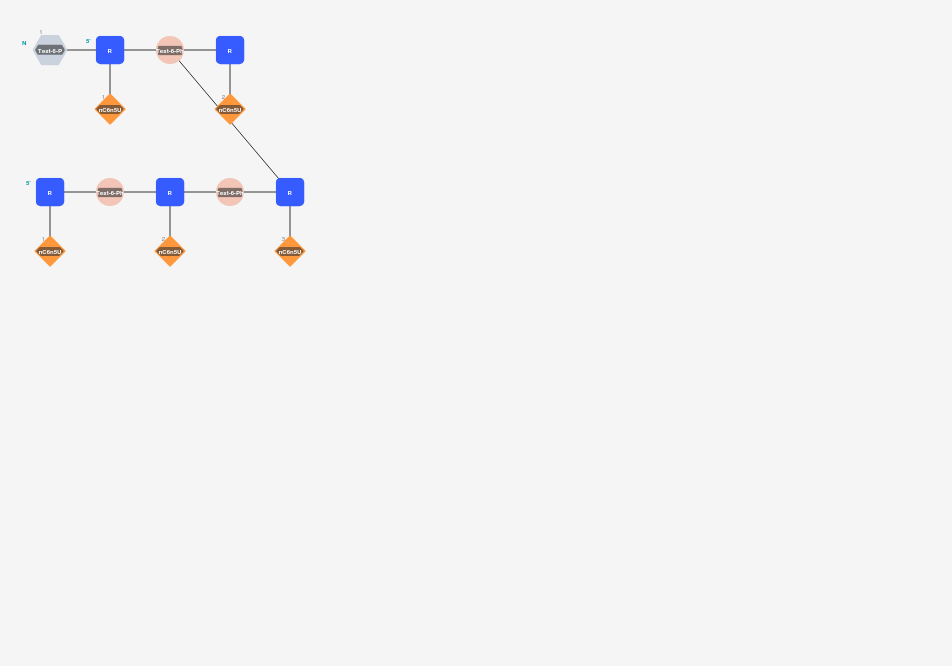 1
N Test-6-P 5' R Test-6-Ph R
1 2
nC6n5U nC6n5U
5' R Test-6-Ph R Test-6-Ph R
1 2 3
nC6n5U nC6n5U nC6n5U